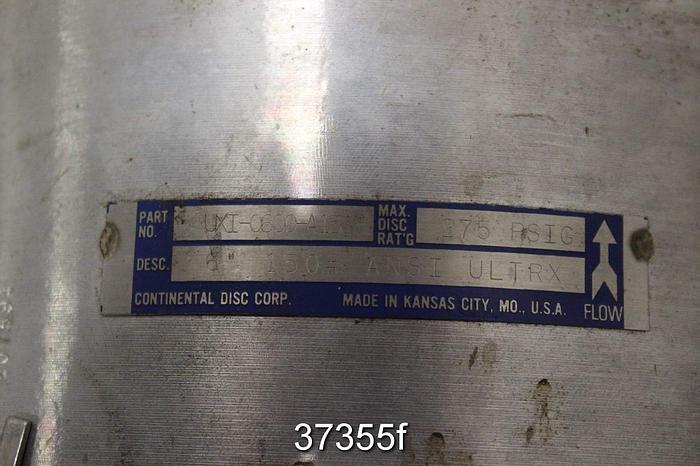 PART NO.
MAX. DISC RAT'G
275 PSIG
DESC.
150# ANSI ULTRX
CONTINENTAL DISC CORP. MADE IN KANSAS CITY, MO., U.S.A.
FLOW
37355f